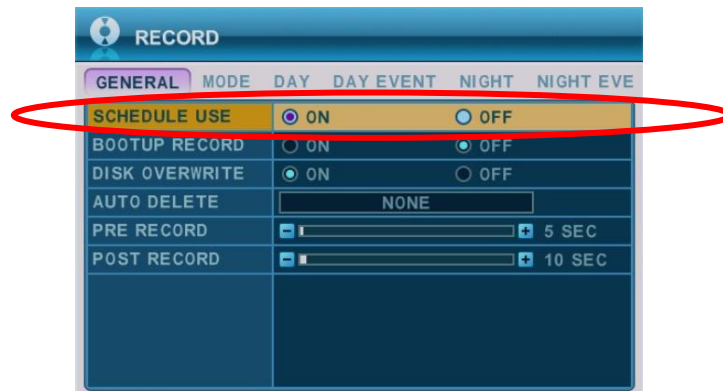 RECORD
GENERAL MODE DAY DAY EVENT NIGHT NIGHT EVE
SCHEDULE USE ON OFF
BOOTUP RECORD ON OFF
DISK OVERWRITE ON OFF
AUTO DELETE NONE
PRE RECORD - + 5 SEC
POST RECORD - + 10 SEC